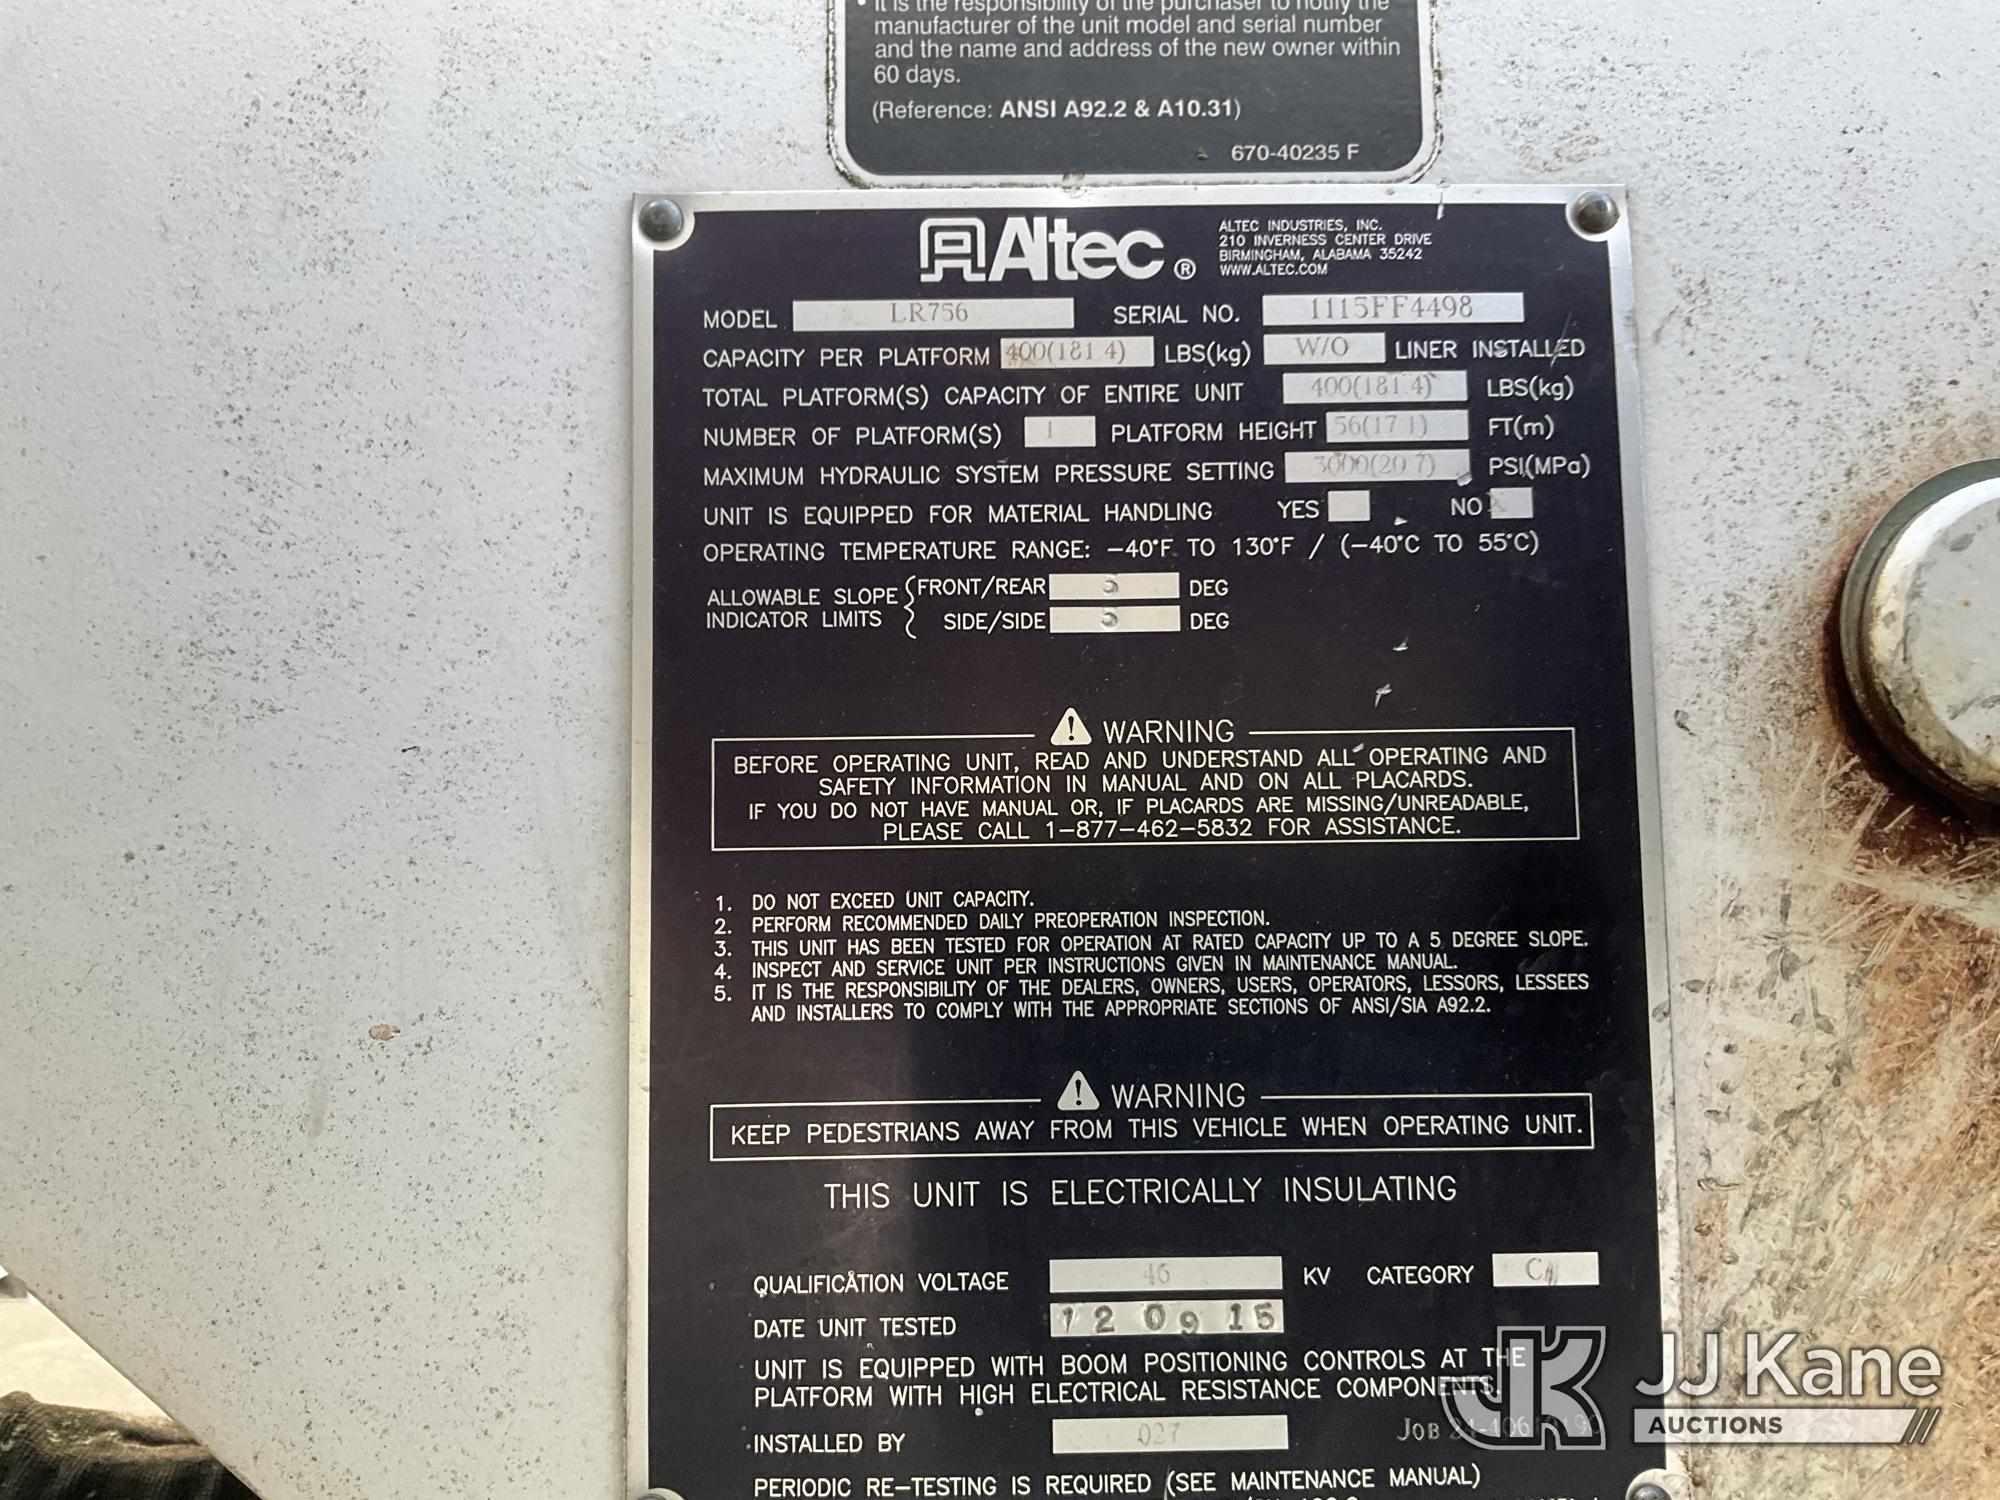 • It is the responsibility of the purchaser to notify the
manufacturer of the unit model and serial number
and the name and address of the new owner within
60 days.
(Reference: ANSI A92.2 & A10.31)
670-40235 F
Altec ®
ALTEC INDUSTRIES, INC.
210 INVERNESS CENTER DRIVE
BIRMINGHAM, ALABAMA 35242
WWW.ALTEC.COM
MODEL LR756 SERIAL NO. 1115FF4498
CAPACITY PER PLATFORM 400(181.4) LBS(kg) W/O LINER INSTALLED
TOTAL PLATFORM(S) CAPACITY OF ENTIRE UNIT 400(181.4) LBS(kg)
NUMBER OF PLATFORM(S) 1 PLATFORM HEIGHT 56(17.1) FT(m)
MAXIMUM HYDRAULIC SYSTEM PRESSURE SETTING 3000(20.7) PSI(MPa)
UNIT IS EQUIPPED FOR MATERIAL HANDLING YES NO
OPERATING TEMPERATURE RANGE: -40°F TO 130°F / (-40°C TO 55°C)
ALLOWABLE SLOPE INDICATOR LIMITS
FRONT/REAR 5 DEG
SIDE/SIDE 5 DEG
WARNING
BEFORE OPERATING UNIT, READ AND UNDERSTAND ALL OPERATING AND
SAFETY INFORMATION IN MANUAL AND ON ALL PLACARDS.
IF YOU DO NOT HAVE MANUAL OR, IF PLACARDS ARE MISSING/UNREADABLE,
PLEASE CALL 1-877-462-5832 FOR ASSISTANCE.
1. DO NOT EXCEED UNIT CAPACITY.
2. PERFORM RECOMMENDED DAILY PREOPERATION INSPECTION.
3. THIS UNIT HAS BEEN TESTED FOR OPERATION AT RATED CAPACITY UP TO A 5 DEGREE SLOPE.
4. INSPECT AND SERVICE UNIT PER INSTRUCTIONS GIVEN IN MAINTENANCE MANUAL.
5. IT IS THE RESPONSIBILITY OF THE DEALERS, OWNERS, USERS, OPERATORS, LESSORS, LESSEES
AND INSTALLERS TO COMPLY WITH THE APPROPRIATE SECTIONS OF ANSI/SIA A92.2.
WARNING
KEEP PEDESTRIANS AWAY FROM THIS VEHICLE WHEN OPERATING UNIT.
THIS UNIT IS ELECTRICALLY INSULATING
QUALIFICATION VOLTAGE 46 KV CATEGORY C
DATE UNIT TESTED 12 09 15
UNIT IS EQUIPPED WITH BOOM POSITIONING CONTROLS AT THE
PLATFORM WITH HIGH ELECTRICAL RESISTANCE COMPONENTS.
INSTALLED BY 027 JOB
PERIODIC RE-TESTING IS REQUIRED (SEE MAINTENANCE MANUAL)
JK JJ Kane
AUCTIONS